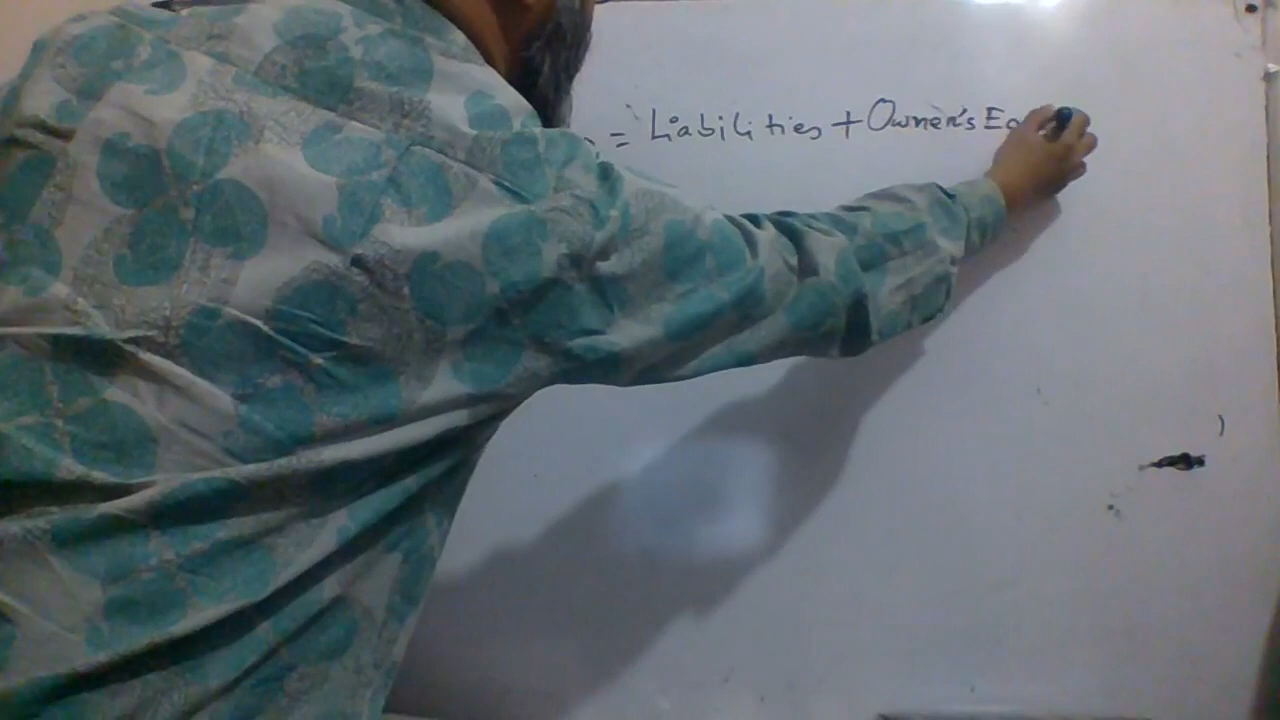 = Liabilities + Owner's